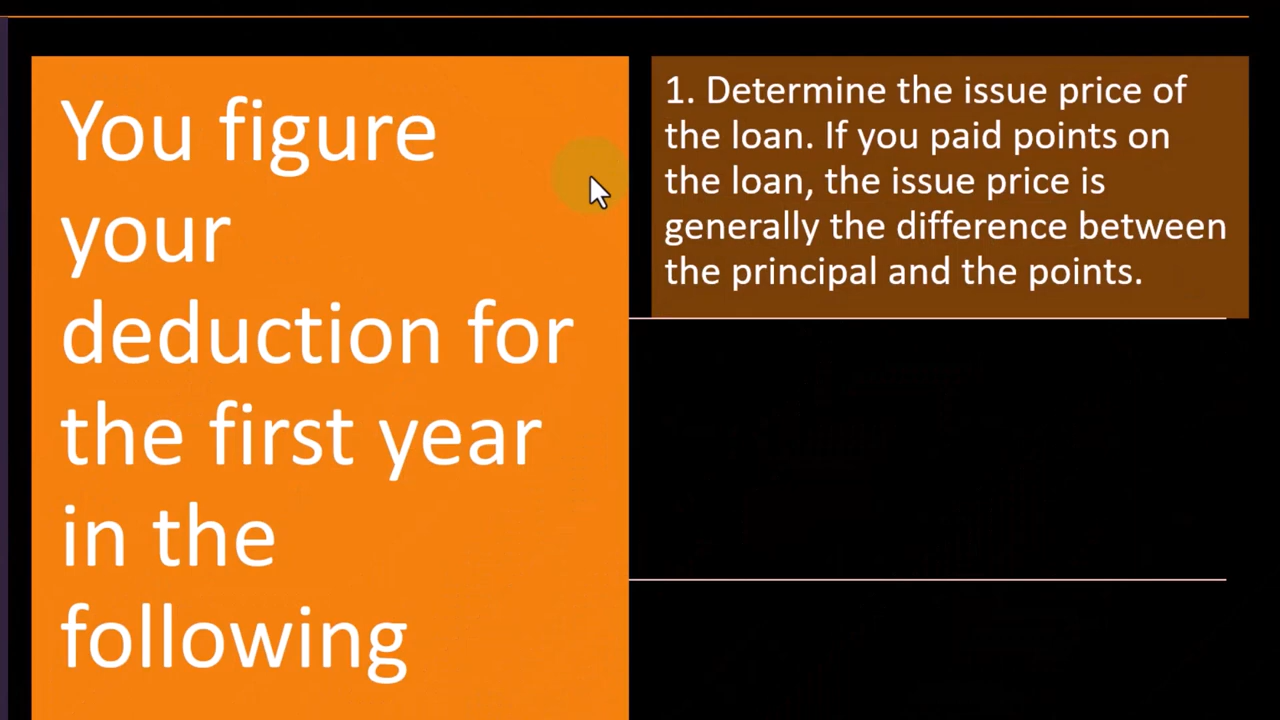 You figure
your
deduction for
the first year
in the
following
1. Determine the issue price of
the loan. If you paid points on
the loan, the issue price is
generally the difference between
the principal and the points.